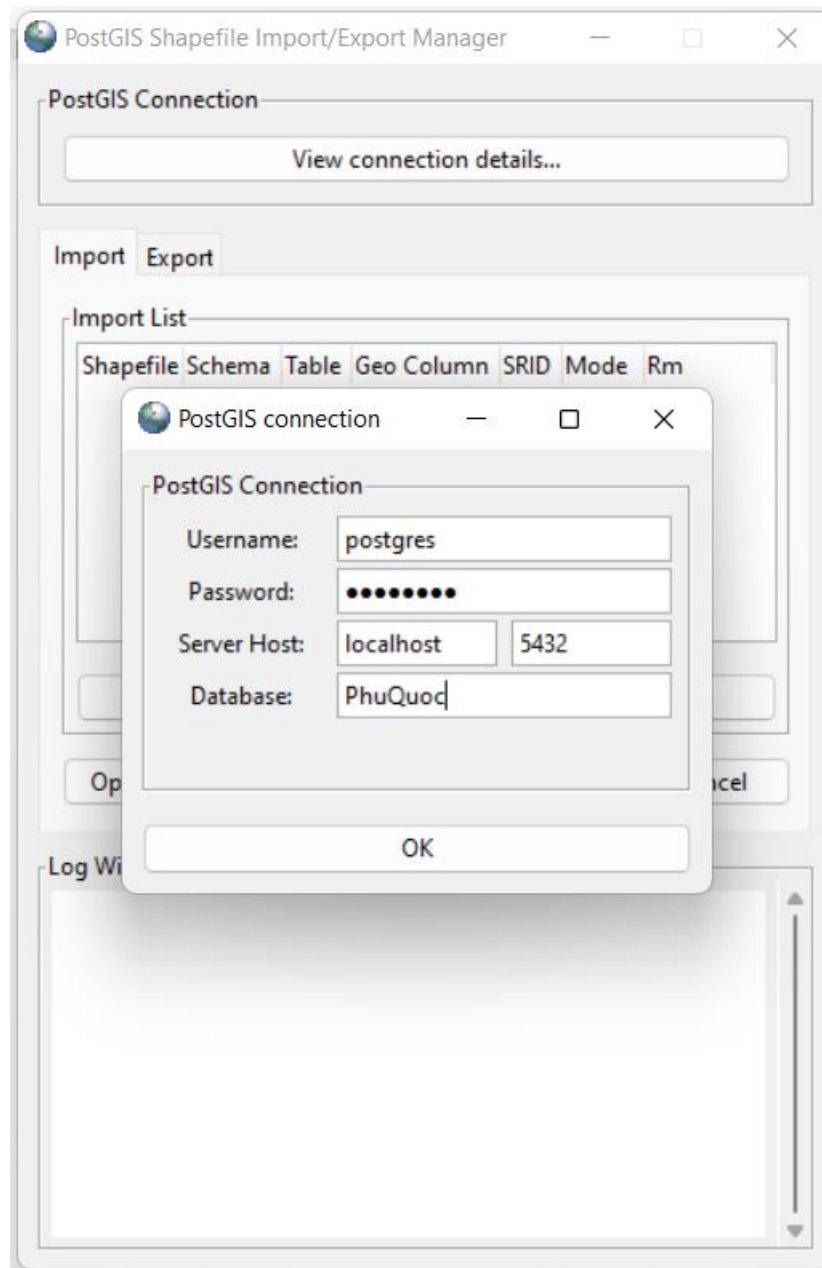 PostGIS Shapefile Import/Export Manager
PostGIS Connection
View connection details...
Import Export
Import List
Shapefile Schema Table Geo Column SRID Mode Rm
PostGIS connection
PostGIS Connection
Username: postgres
Password: ●●●●●●●●
Server Host: localhost 5432
Database: PhuQuoc
OK
Log